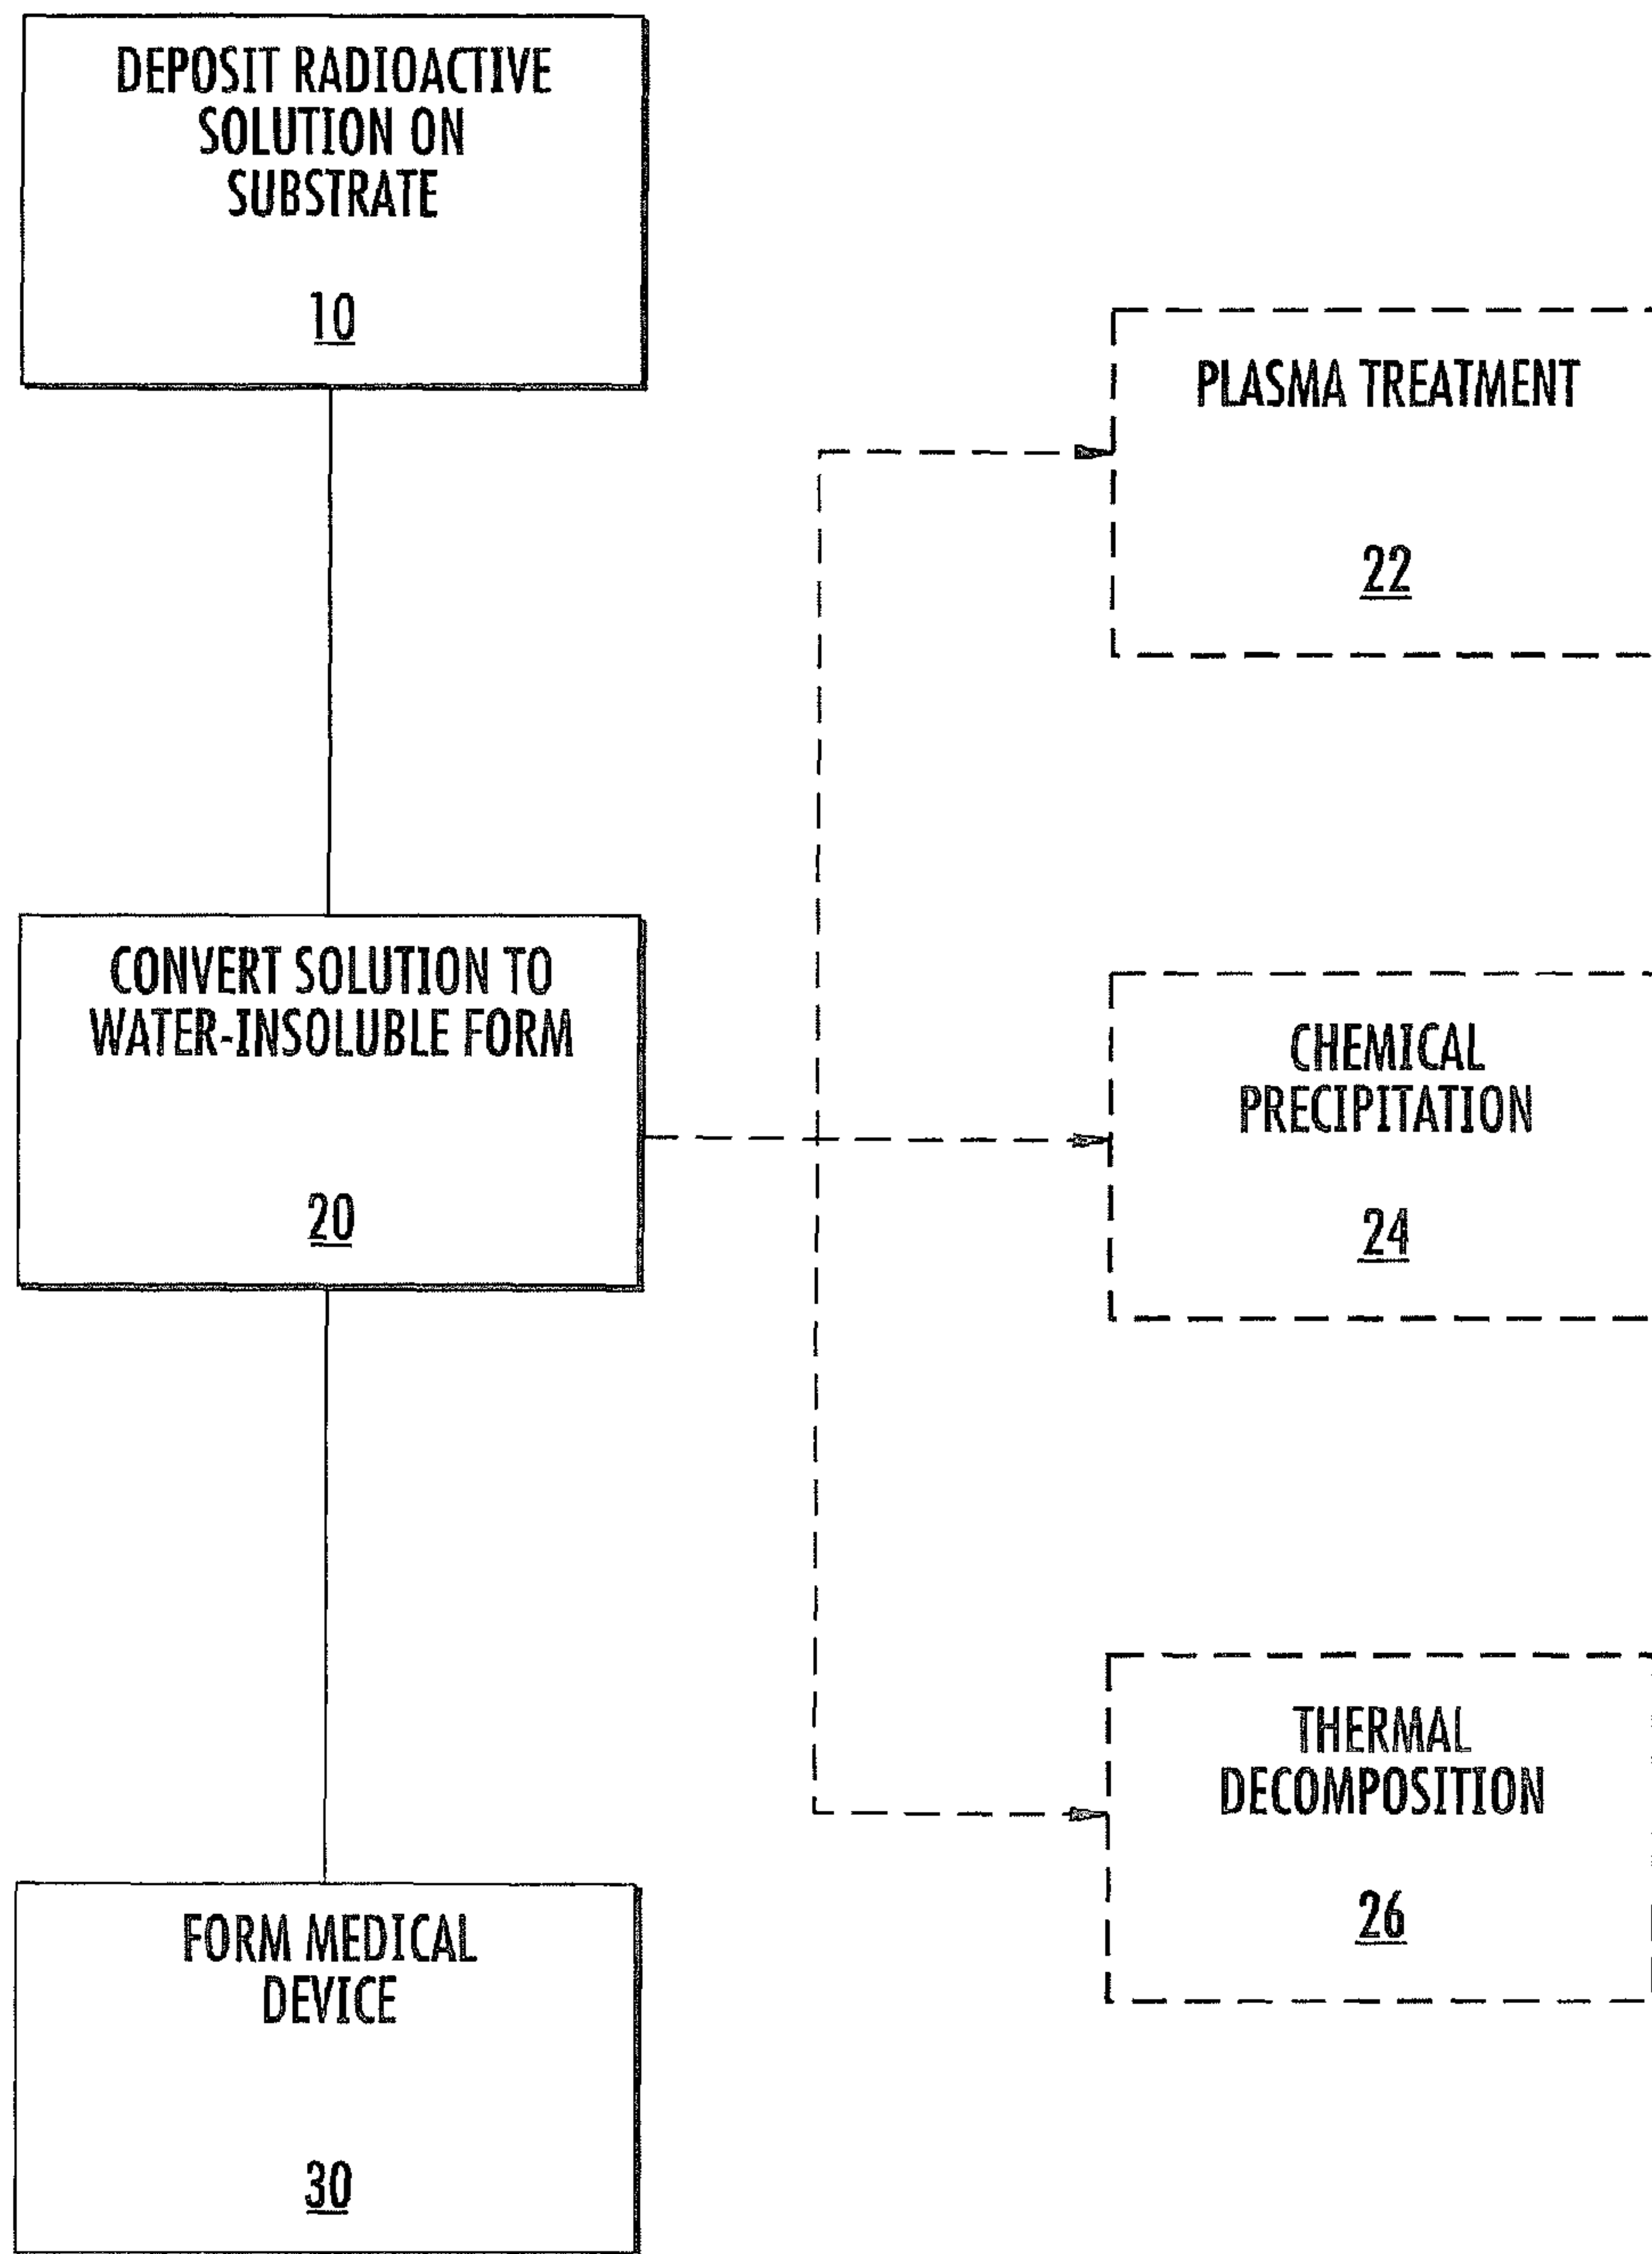 DEPOSIT RADIOACTIVE
SOLUTION ON
SUBSTRATE
10
PLASMA TREATMENT
22
CONVERT SOLUTION TO
WATER-INSOLUBLE FORM
20
CHEMICAL
PRECIPITATION
24
THERMAL
DECOMPOSITION
26
FORM MEDICAL
DEVICE
30